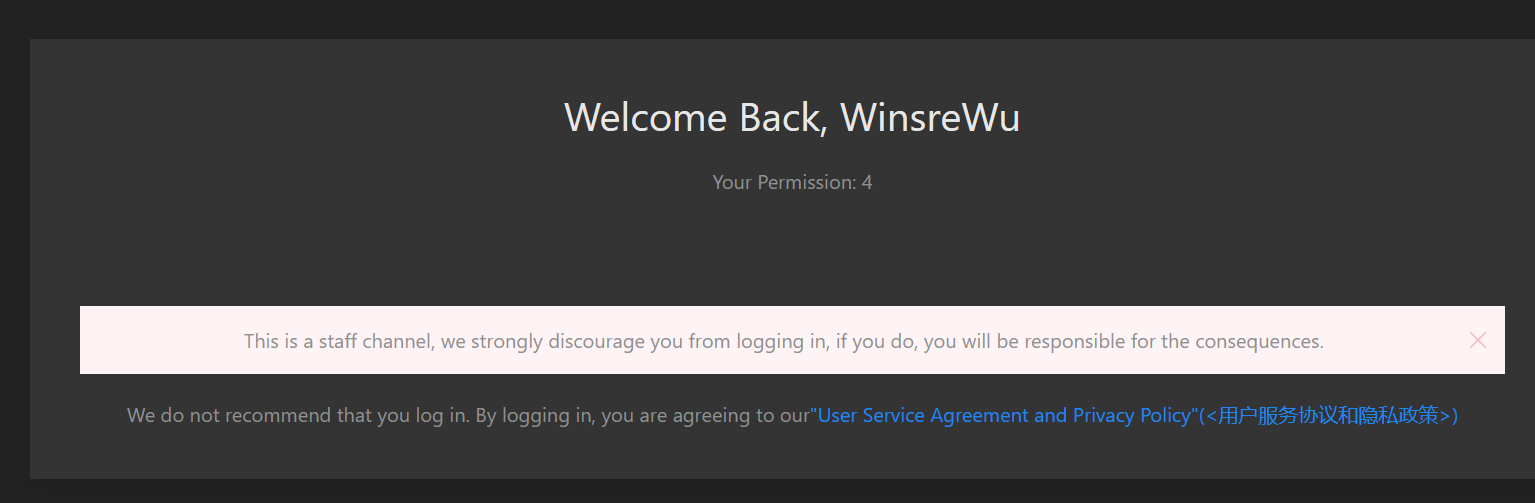 Welcome Back, WinsreWu
Your Permission: 4
This is a staff channel, we strongly discourage you from logging in, if you do, you will be responsible for the consequences.
We do not recommend that you log in. By logging in, you are agreeing to our"User Service Agreement and Privacy Policy"(<用户服务协议和隐私政策>)